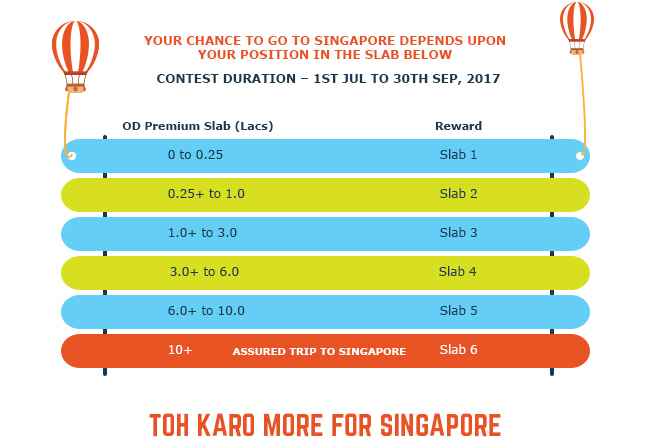 YOUR CHANCE TO GO TO SINGAPORE DEPENDS UPON
YOUR POSITION IN THE SLAB BELOW
CONTEST DURATION – 1ST JUL TO 30TH SEP, 2017
OD Premium Slab (Lacs) Reward
0 to 0.25 Slab 1
0.25+ to 1.0 Slab 2
1.0+ to 3.0 Slab 3
3.0+ to 6.0 Slab 4
6.0+ to 10.0 Slab 5
10+ ASSURED TRIP TO SINGAPORE Slab 6
TOH KARO MORE FOR SINGAPORE